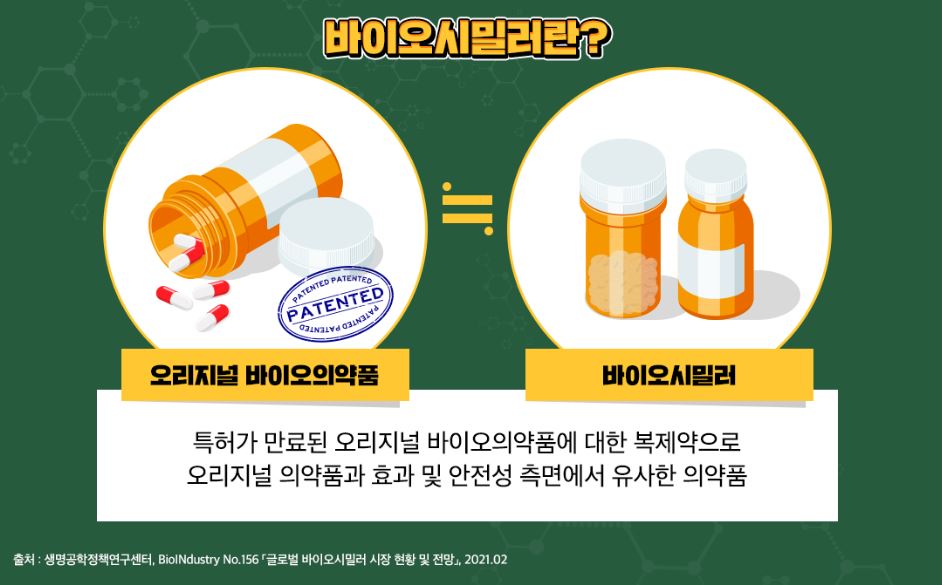 바이오시밀러란?
PATENTED PATENTED
PATENTED
PATENTED PATENTED
≒
오리지널 바이오의약품
바이오시밀러
특허가 만료된 오리지널 바이오의약품에 대한 복제약으로
오리지널 의약품과 효과 및 안전성 측면에서 유사한 의약품
출처 : 생명공학정책연구센터, BioINdustry No.156 「글로벌 바이오시밀러 시장 현황 및 전망」, 2021.02